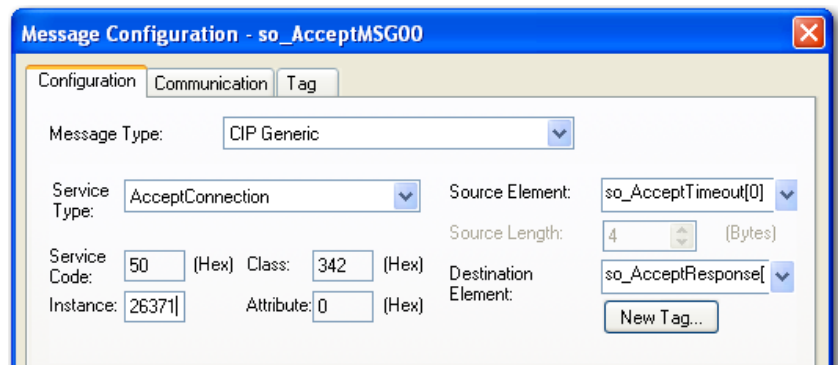 Message Configuration - so_AcceptMSG00
Configuration Communication Tag
Message Type: CIP Generic
Service Type: AcceptConnection
Source Element: so_AcceptTimeout[0]
Source Length: 4 (Bytes)
Service Code: 50 (Hex) Class: 342 (Hex)
Destination Element: so_AcceptResponse[
Instance: 26371 Attribute: 0 (Hex)
New Tag...